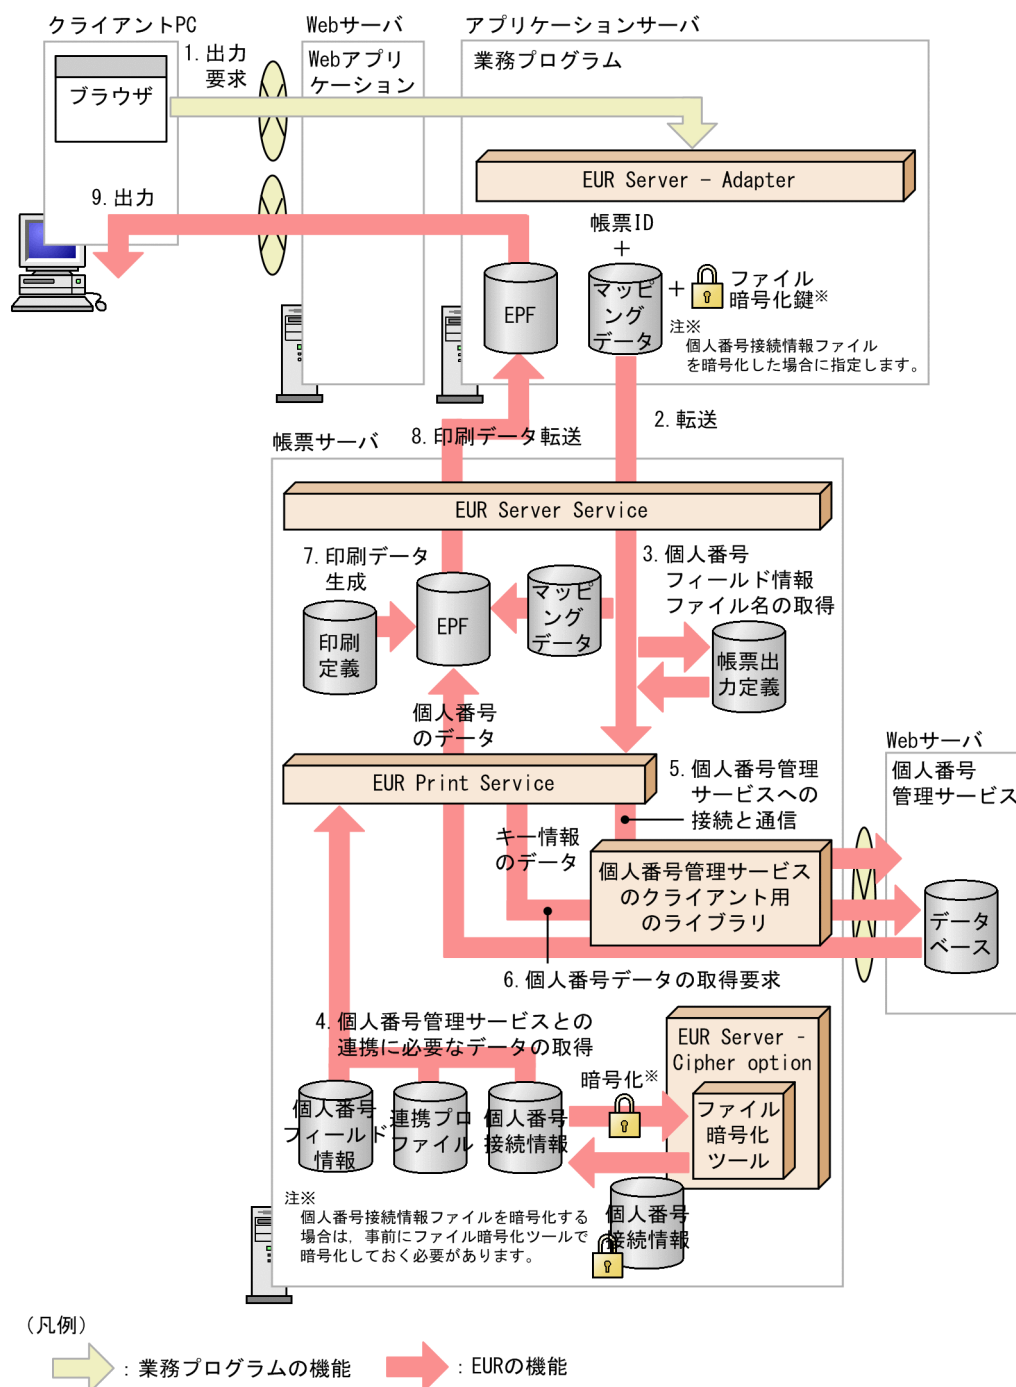 クライアントPC
Webサーバ
アプリケーションサーバ
1. 出力
要求
Webアプリ
ケーション
業務プログラム
ブラウザ
EUR Server － Adapter
9. 出力
帳票ID
＋
EPF
マッピ
ング
データ
＋
ファイル
暗号化鍵※
注※
個人番号接続情報ファイル
を暗号化した場合に指定します。
2. 転送
8. 印刷データ転送
帳票サーバ
EUR Server Service
7. 印刷データ
生成
3. 個人番号
フィールド情報
ファイル名の取得
印刷
定義
EPF
マッピ
ング
データ
帳票出
力定義
個人番号
のデータ
EUR Print Service
5. 個人番号管理
サービスへの
接続と通信
Webサーバ
個人番号
管理サービス
キー情報
のデータ
個人番号管理サービス
のクライアント用
のライブラリ
データ
ベース
6. 個人番号データの取得要求
4. 個人番号管理サービスとの
連携に必要なデータの取得
EUR Server －
Cipher option
暗号化※
ファイル
暗号化
ツール
個人番号
フィールド
情報
連携プロ
ファイル
個人番号
接続情報
注※
個人番号接続情報ファイルを暗号化する
場合は，事前にファイル暗号化ツールで
暗号化しておく必要があります。
個人番号
接続情報
（凡例）
：業務プログラムの機能
：EURの機能